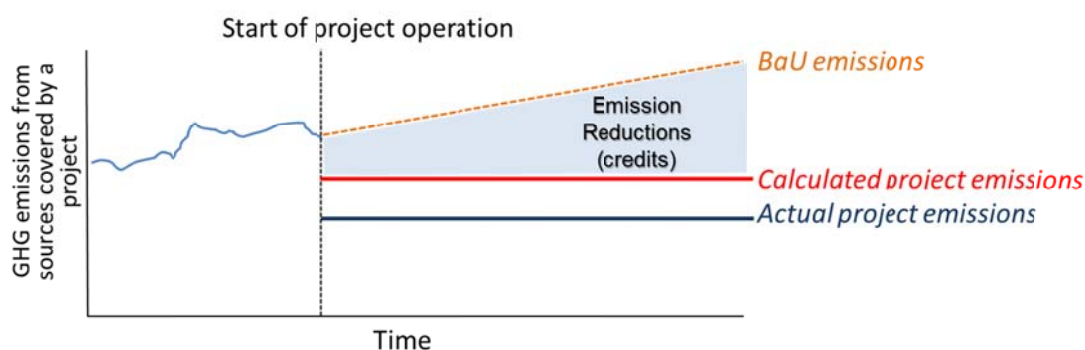 Start of project operation
GHG emissions from
sources covered by a
project
BaU emissions
Emission
Reductions
(credits)
Calculated project emissions
Actual project emissions
Time